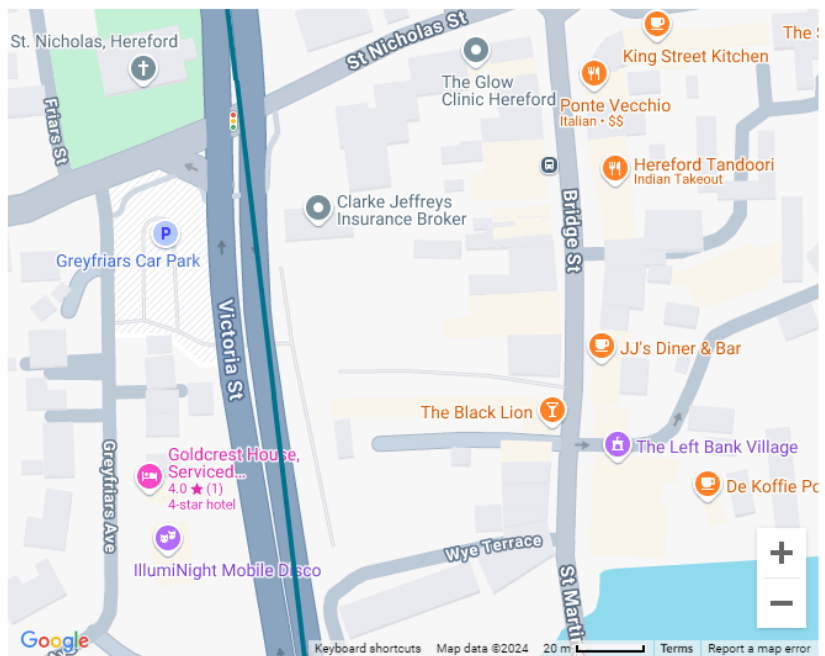 St. Nicholas, Hereford
St Nicholas St
King Street Kitchen
The
The Glow
Clinic Hereford
Ponte Vecchio
Italian • $$
Friars St
Hereford Tandoori
Indian Takeout
Clarke Jeffreys
Insurance Broker
Bridge St
P
Greyfriars Car Park
Victoria St
JJ's Diner & Bar
The Black Lion
The Left Bank Village
Greyfriars Ave
Goldcrest House,
Serviced...
4.0 ★ (1)
4-star hotel
De Koffie Po
Wye Terrace
IllumiNight Mobile Disco
St Martin
Google
Keyboard shortcuts
Map data ©2024
20 m
Terms
Report a map error